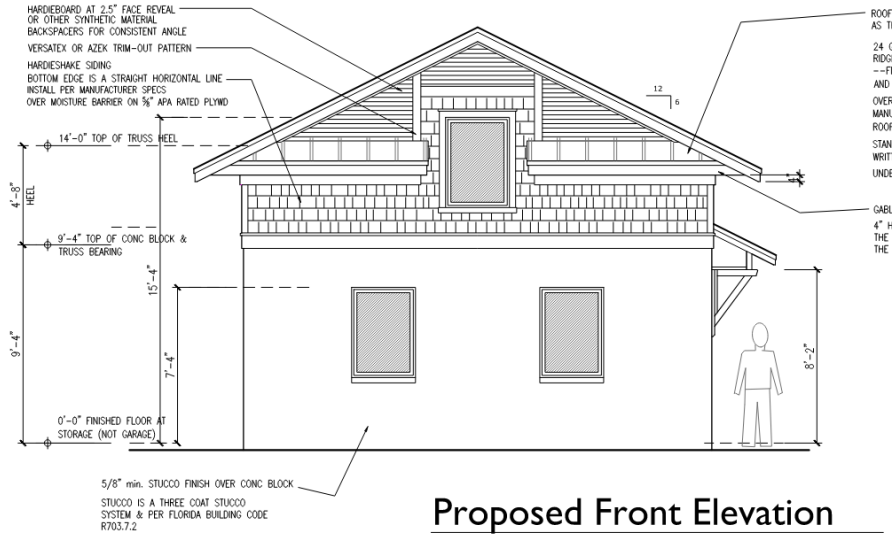 HARDIEBOARD AT 2.5" FACE REVEAL
OR OTHER SYNTHETIC MATERIAL
BACKSPACERS FOR CONSISTENT ANGLE
VERSATEX OR AZEK TRIM-OUT PATTERN
HARDIESHAKE SIDING
BOTTOM EDGE IS A STRAIGHT HORIZONTAL LINE
INSTALL PER MANUFACTURER SPECS
OVER MOISTURE BARRIER ON ⅝" APA RATED PLYWD
14'-0" TOP OF TRUSS HEEL
4'-8"
HEEL
9'-4" TOP OF CONC BLOCK &
TRUSS BEARING
15'-4"
9'-4"
7'-4"
0'-0" FINISHED FLOOR AT
STORAGE (NOT GARAGE)
5/8" min. STUCCO FINISH OVER CONC BLOCK
STUCCO IS A THREE COAT STUCCO
SYSTEM & PER FLORIDA BUILDING CODE
R703.7.2
12
6
ROOF
AS T
24 G
RIDG
--F
AND
OVER
MANU
ROOF
STAN
WRIT
UNDE
GABL
4" H
THE
THE
8'-2"
Proposed Front Elevation